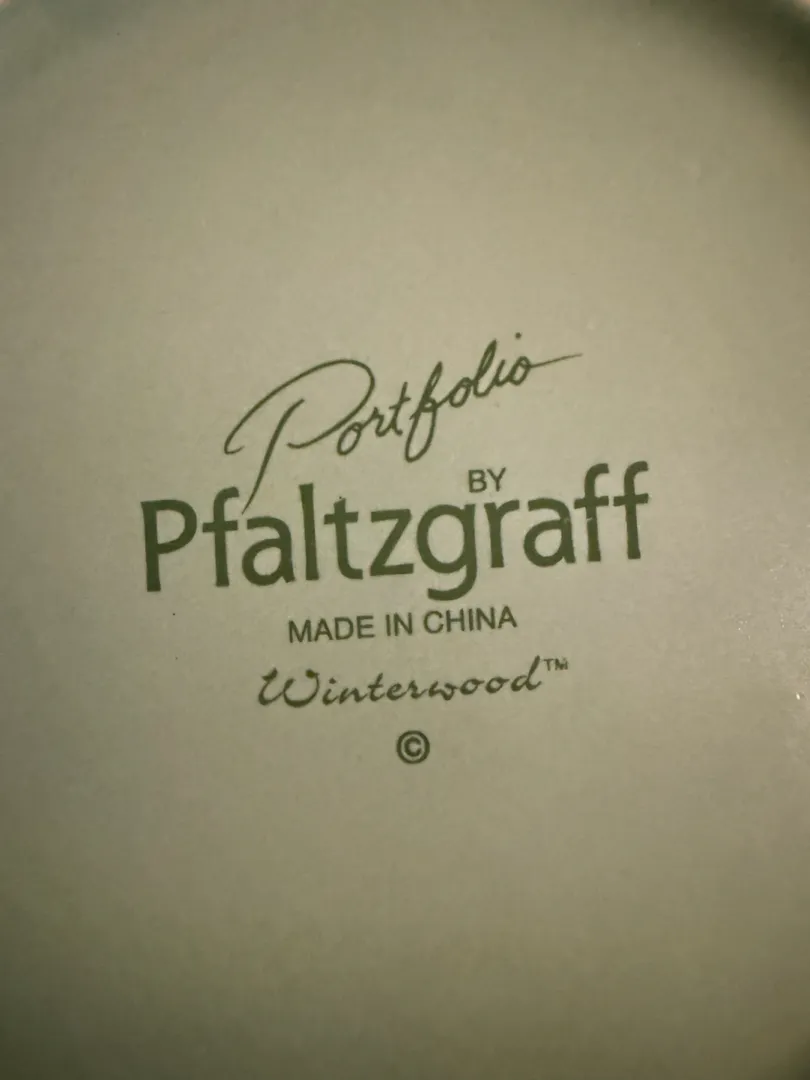 Portfolio
BY
Pfaltzgraff
MADE IN CHINA
Winterwood™
©